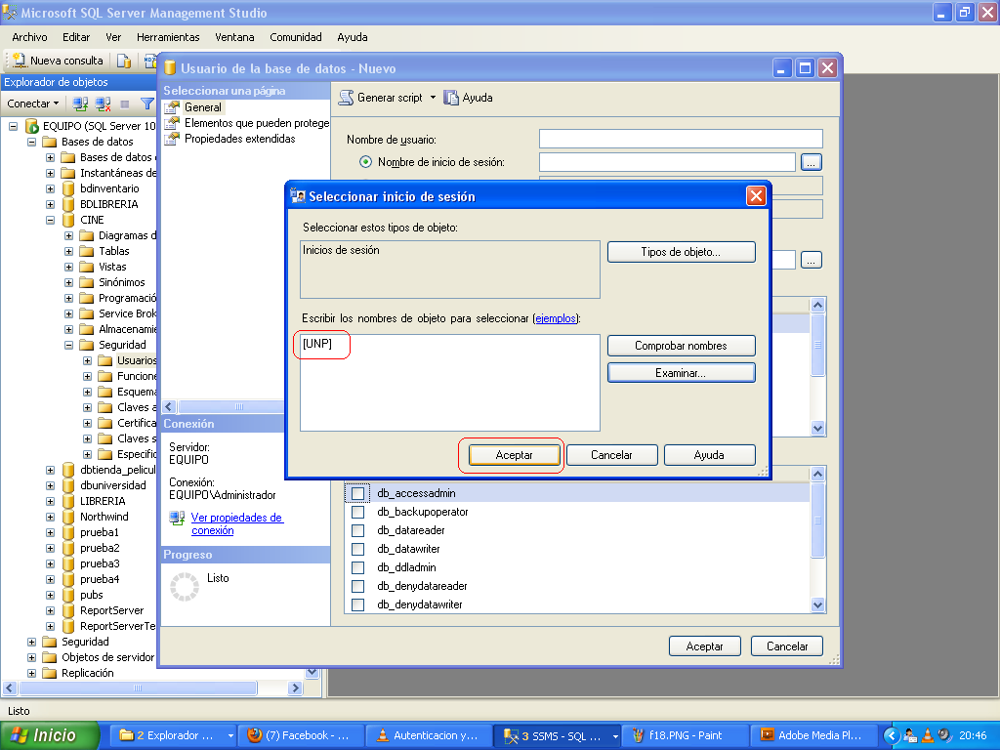 Microsoft SQL Server Management Studio
Archivo Editar Ver Herramientas Ventana Comunidad Ayuda
Nueva consulta
Explorador de objetos
Conectar
EQUIPO (SQL Server 10
Bases de datos
Bases de datos
Instantáneas de
bdinventario
BDLIBRERIA
CINE
Diagramas d
Tablas
Vistas
Sinónimos
Programació
Service Brok
Almacenamie
Seguridad
Usuarios
Funcione
Esquema
Claves a
Certifica
Claves s
Especific
dbtienda_pelicul
dbuniversidad
LIBRERIA
Northwind
prueba1
prueba2
prueba3
prueba4
pubs
ReportServer
ReportServerTe
Seguridad
Objetos de servidor
Replicación
Usuario de la base de datos - Nuevo
Seleccionar una página
General
Elementos que pueden protege
Propiedades extendidas
Conexión
Servidor:
EQUIPO
Conexión:
EQUIPO\Administrador
Ver propiedades de
conexión
Progreso
Listo
Generar script Ayuda
Nombre de usuario:
Nombre de inicio de sesión:
...
...
Seleccionar inicio de sesión
Seleccionar estos tipos de objeto:
Inicios de sesión
Tipos de objeto...
Escribir los nombres de objeto para seleccionar (ejemplos):
[UNP]
Comprobar nombres
Examinar...
Aceptar Cancelar Ayuda
db_accessadmin
db_backupoperator
db_datareader
db_datawriter
db_ddladmin
db_denydatareader
db_denydatawriter
Aceptar Cancelar
Listo
Inicio 2 Explorador ... (7) Facebook - ... Autenticacion y... 3 SSMS - SQL ... f18.PNG - Paint Adobe Media Pl... 20:46